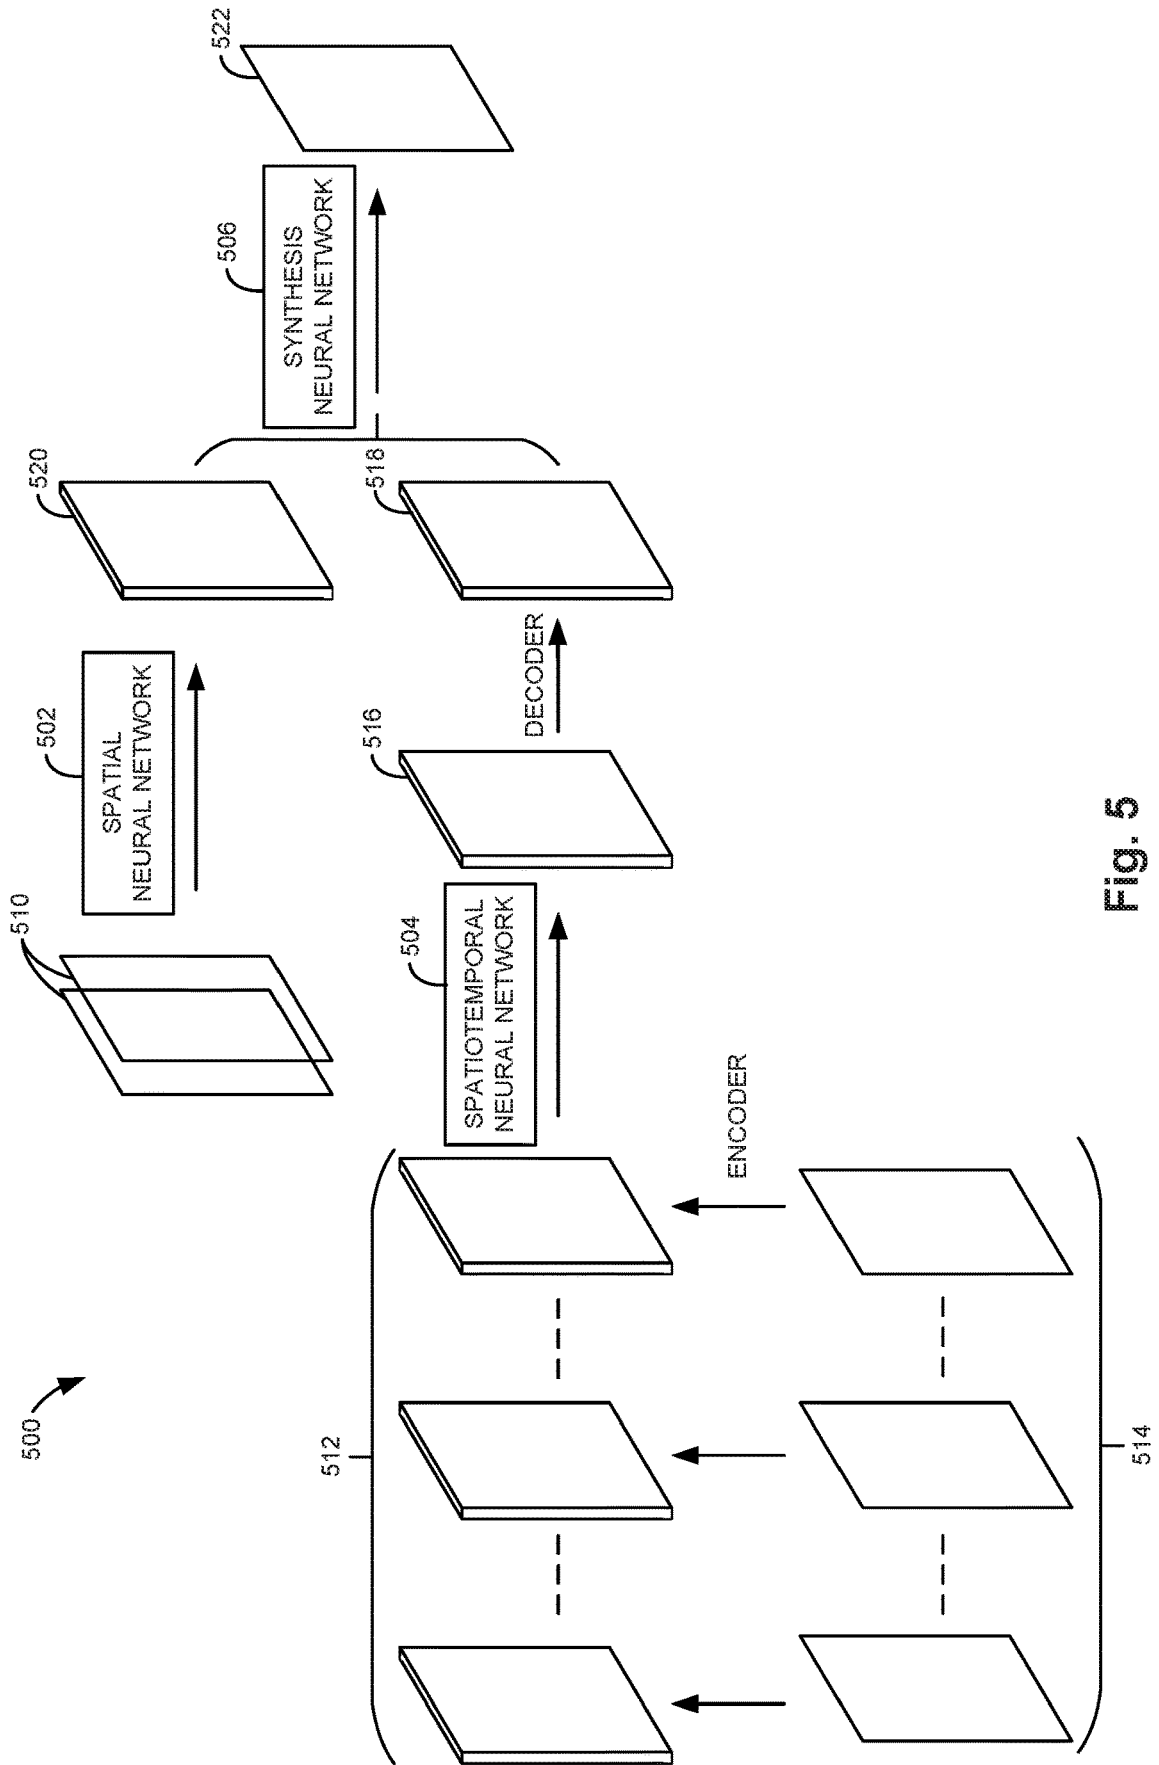 500
510
502
SPATIAL
NEURAL NETWORK
520
522
506
SYNTHESIS
NEURAL NETWORK
512
504
SPATIOTEMPORAL
NEURAL NETWORK
516
DECODER
518
ENCODER
514
Fig. 5